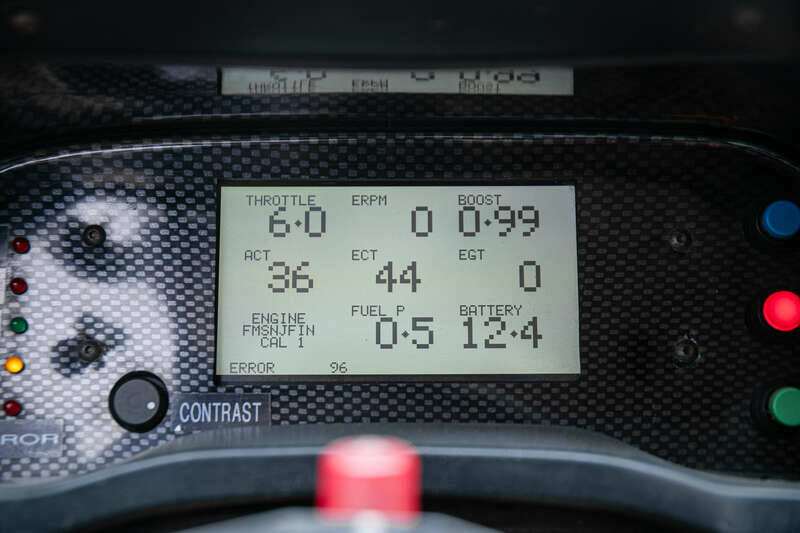 THROTTLE ERPM BOOST
6.0 0 0.99
ACT ECT EGT
36 44 0
ENGINE FUEL P BATTERY
FMSNJFIN 0.5 12.4
CAL 1
ERROR 96
CONTRAST